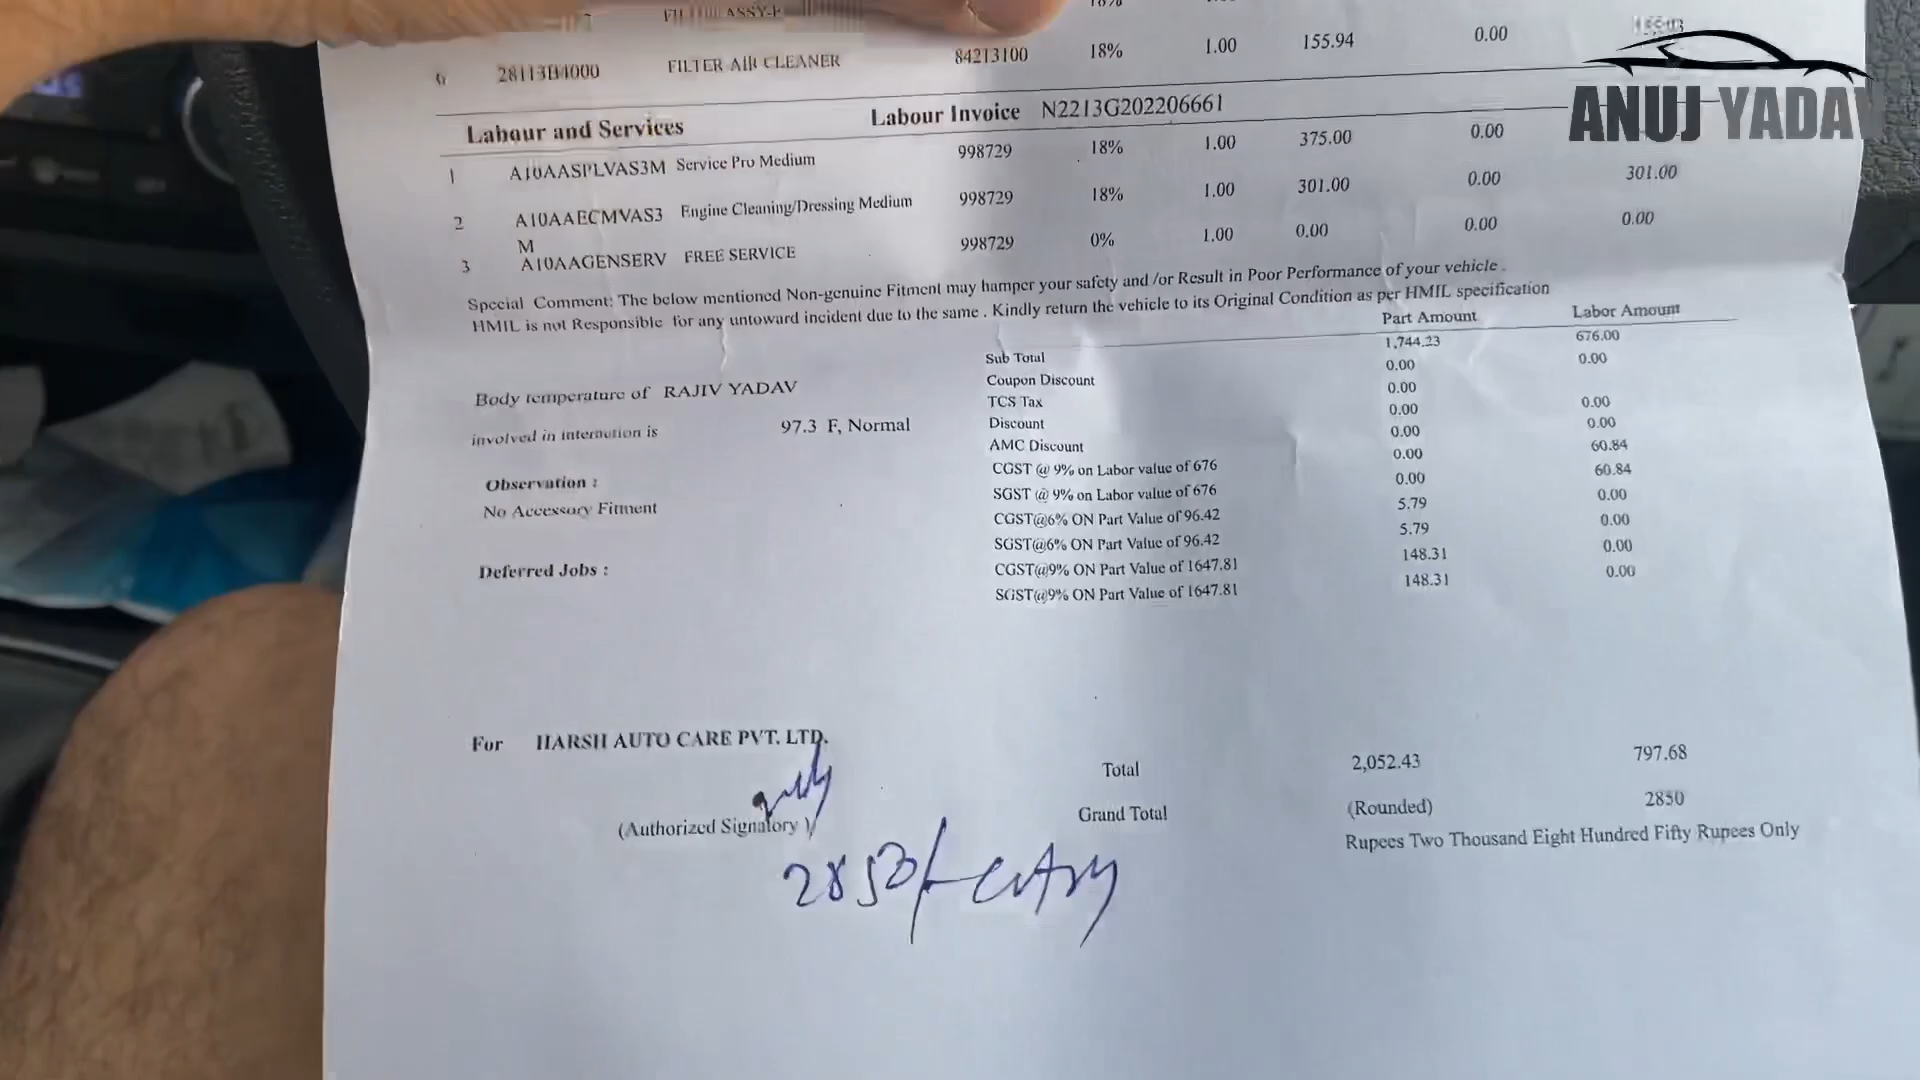 ASSY-
6 28113B4000 FILTER AIR CLEANER 84213100 18% 1.00 155.94 0.00
ANUJ YADAV
Labour and Services Labour Invoice N2213G202206661
1 A10AASPLVAS3M Service Pro Medium 998729 18% 1.00 375.00 0.00
2 A10AAECMVAS3 Engine Cleaning/Dressing Medium 998729 18% 1.00 301.00 0.00 301.00
M
3 A10AAGENSERV FREE SERVICE 998729 0% 1.00 0.00 0.00 0.00
Special Comment: The below mentioned Non-genuine Fitment may hamper your safety and /or Result in Poor Performance of your vehicle .
HMIL is not Responsible for any untoward incident due to the same . Kindly return the vehicle to its Original Condition as per HMIL specification
Part Amount Labor Amount
Sub Total 1,744.23 676.00
Coupon Discount 0.00 0.00
TCS Tax 0.00
Discount 0.00 0.00
AMC Discount 0.00 0.00
CGST @ 9% on Labor value of 676 0.00 60.84
SGST @ 9% on Labor value of 676 0.00 60.84
CGST@6% ON Part Value of 96.42 5.79 0.00
SGST@6% ON Part Value of 96.42 5.79 0.00
CGST@9% ON Part Value of 1647.81 148.31 0.00
SGST@9% ON Part Value of 1647.81 148.31 0.00
Body temperature of RAJIV YADAV
involved in interaction is 97.3 F, Normal
Observation :
No Accessory Fitment
Deferred Jobs :
For HARSH AUTO CARE PVT. LTD.
(Authorized Signatory )
Total 2,052.43 797.68
Grand Total (Rounded) 2850
Rupees Two Thousand Eight Hundred Fifty Rupees Only
2850/-